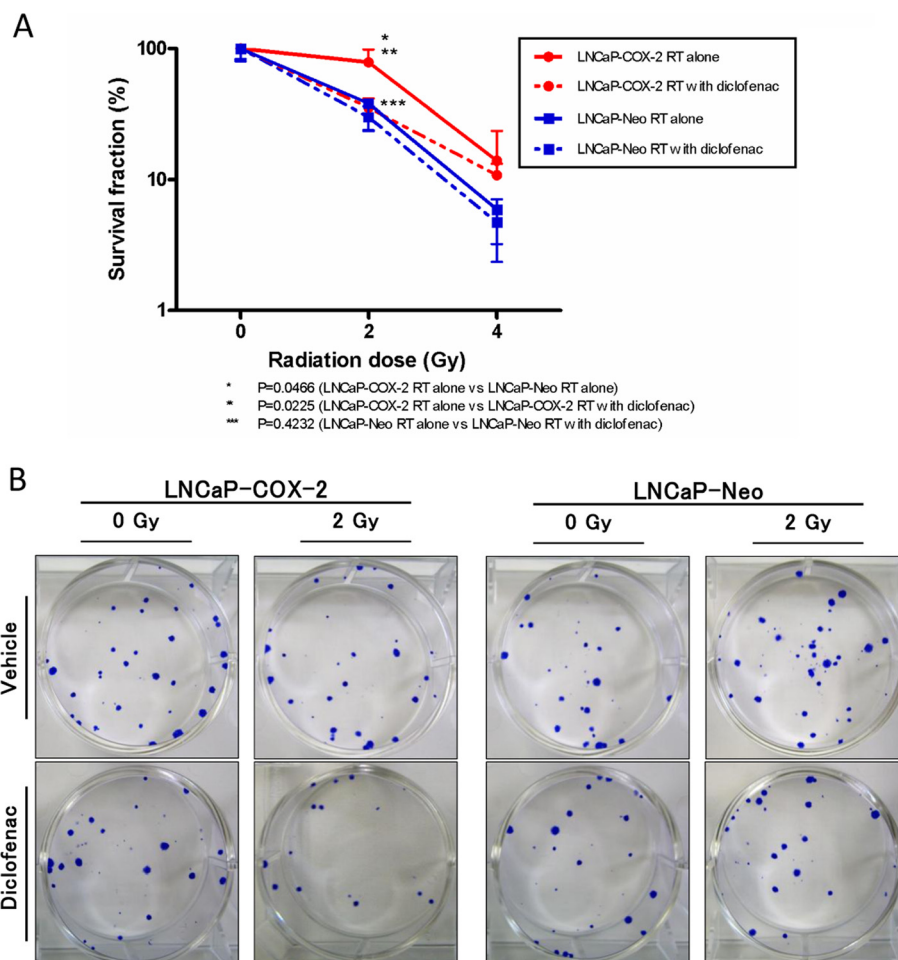 A
Survival fraction (%)
100
10
1
0
2
4
Radiation dose (Gy)
*
**
***
LNCaP-COX-2 RT alone
LNCaP-COX-2 RT with diclofenac
LNCaP-Neo RT alone
LNCaP-Neo RT with diclofenac
* P=0.0466 (LNCaP-COX-2 RT alone vs LNCaP-Neo RT alone)
** P=0.0225 (LNCaP-COX-2 RT alone vs LNCaP-COX-2 RT with diclofenac)
*** P=0.4232 (LNCaP-Neo RT alone vs LNCaP-Neo RT with diclofenac)
B
LNCaP-COX-2
LNCaP-Neo
0 Gy
2 Gy
0 Gy
2 Gy
Vehicle
Diclofenac